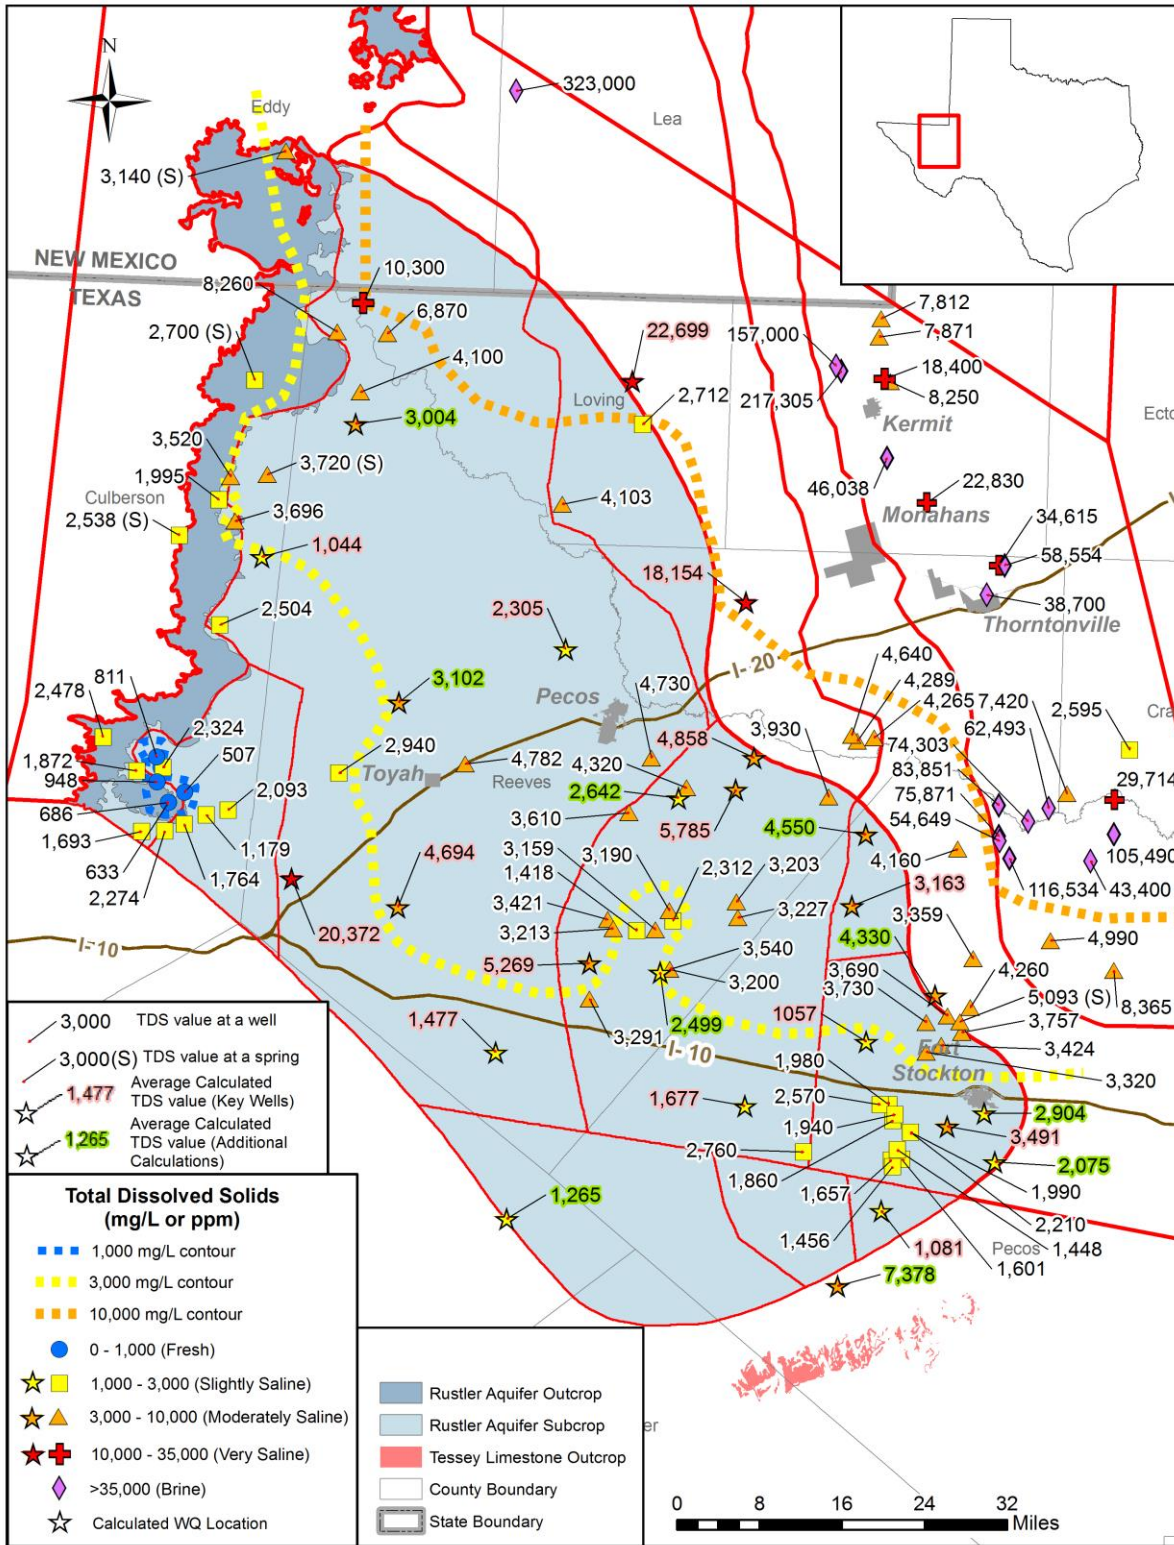 N
Eddy
323,000
Lea
3,140 (S)
NEW MEXICO
TEXAS
10,300
8,260
6,870
7,812
7,871
2,700 (S)
22,699
157,000
18,400
4,100
217,305
8,250
Loving
2,712
Kermit
3,004
Ecto
3,520
3,720 (S)
1,995
Culberson
4,103
46,038
22,830
2,538 (S)
3,696
Monahans
34,615
1,044
58,554
18,154
38,700
2,504
2,305
Thorntonville
I-20
811
4,640
2,478
3,102
Pecos
4,730
4,289
2,324
3,930
4,265
7,420
2,595
Cra
507
2,940
4,858
62,493
1,872
4,782
4,320
74,303
948
Toyah
Reeves
83,851
29,714
2,093
2,642
75,871
686
3,610
5,785
4,550
54,649
1,693
1,179
3,159
3,190
4,160
105,490
633
4,694
1,418
2,312
3,203
2,274
1,764
3,163
116,534
43,400
3,421
3,227
3,359
3,213
20,372
4,330
4,990
I-10
5,269
3,540
3,690
4,260
3,200
3,730
5,093 (S)
8,365
1,477
2,499
1057
3,757
3,291
I-10
3,424
1,980
Fort
Stockton
3,320
2,570
1,677
2,904
1,940
3,491
2,760
2,075
1,860
1,990
1,657
1,265
2,210
1,456
1,448
1,081
Pecos
1,601
7,378
er
3,000 TDS value at a well
3,000(S) TDS value at a spring
1,477 Average Calculated
TDS value (Key Wells)
1,265 Average Calculated
TDS value (Additional
Calculations)
Total Dissolved Solids
(mg/L or ppm)
1,000 mg/L contour
3,000 mg/L contour
10,000 mg/L contour
0 - 1,000 (Fresh)
1,000 - 3,000 (Slightly Saline)
3,000 - 10,000 (Moderately Saline)
10,000 - 35,000 (Very Saline)
>35,000 (Brine)
Calculated WQ Location
Rustler Aquifer Outcrop
Rustler Aquifer Subcrop
Tessey Limestone Outcrop
County Boundary
State Boundary
0 8 16 24 32
Miles